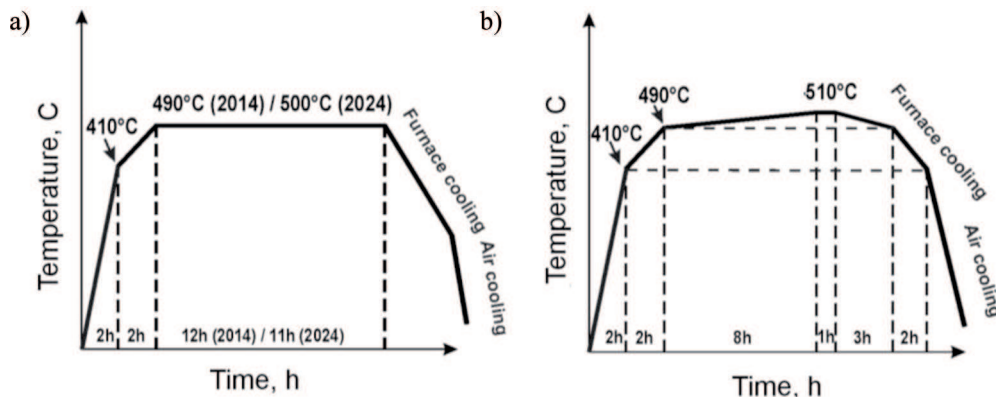 a)
Temperature, C
490°C (2014) / 500°C (2024)
410°C
Furnace cooling
Air cooling
2h
2h
12h (2014) / 11h (2024)
Time, h
b)
Temperature, C
510°C
490°C
410°C
Furnace cooling
Air cooling
2h
2h
8h
1h
3h
2h
Time, h